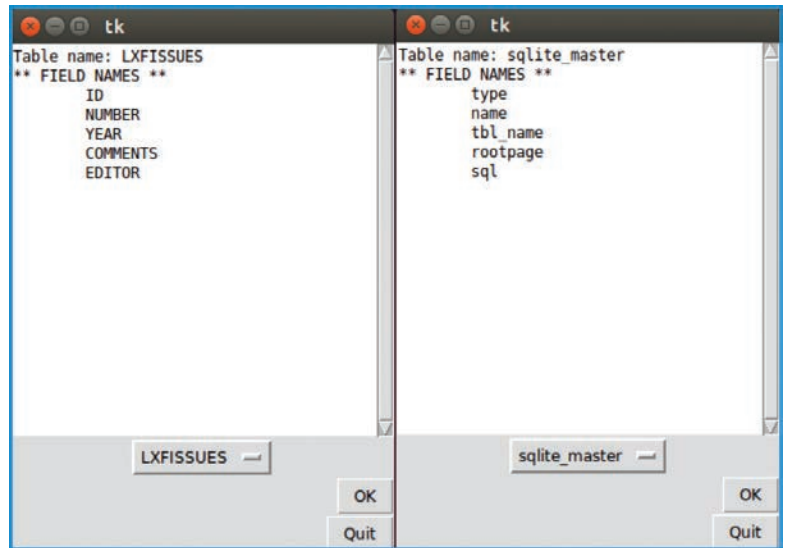 tk
Table name: LXFISSUES
** FIELD NAMES **
ID
NUMBER
YEAR
COMMENTS
EDITOR
LXFISSUES
OK
Quit
tk
Table name: sqlite_master
** FIELD NAMES **
type
name
tbl_name
rootpage
sql
sqlite_master
OK
Quit